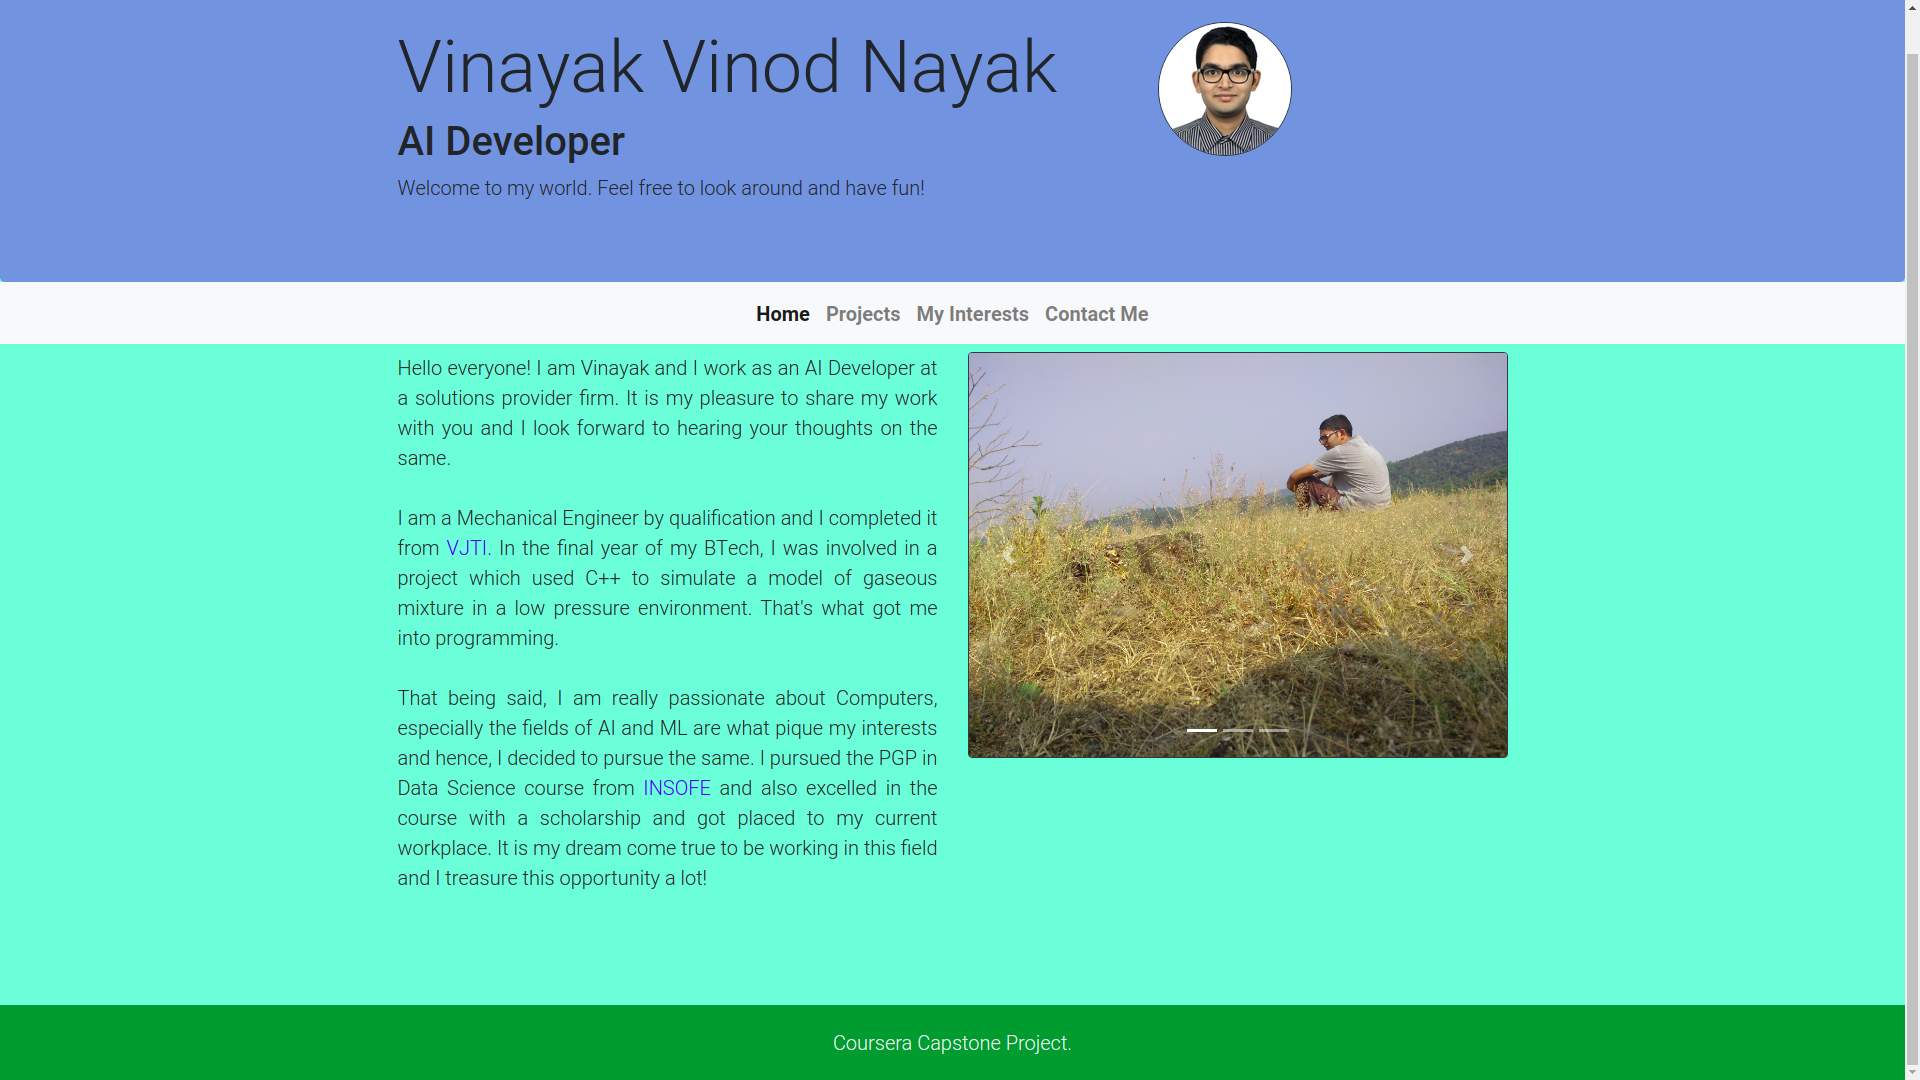 Vinayak Vinod Nayak
AI Developer
Welcome to my world. Feel free to look around and have fun!
Home Projects My Interests Contact Me
Hello everyone! I am Vinayak and I work as an AI Developer at
a solutions provider firm. It is my pleasure to share my work
with you and I look forward to hearing your thoughts on the
same.
I am a Mechanical Engineer by qualification and I completed it
from VJTI. In the final year of my BTech, I was involved in a
project which used C++ to simulate a model of gaseous
mixture in a low pressure environment. That's what got me
into programming.
That being said, I am really passionate about Computers,
especially the fields of AI and ML are what pique my interests
and hence, I decided to pursue the same. I pursued the PGP in
Data Science course from INSOFE and also excelled in the
course with a scholarship and got placed to my current
workplace. It is my dream come true to be working in this field
and I treasure this opportunity a lot!
Coursera Capstone Project.